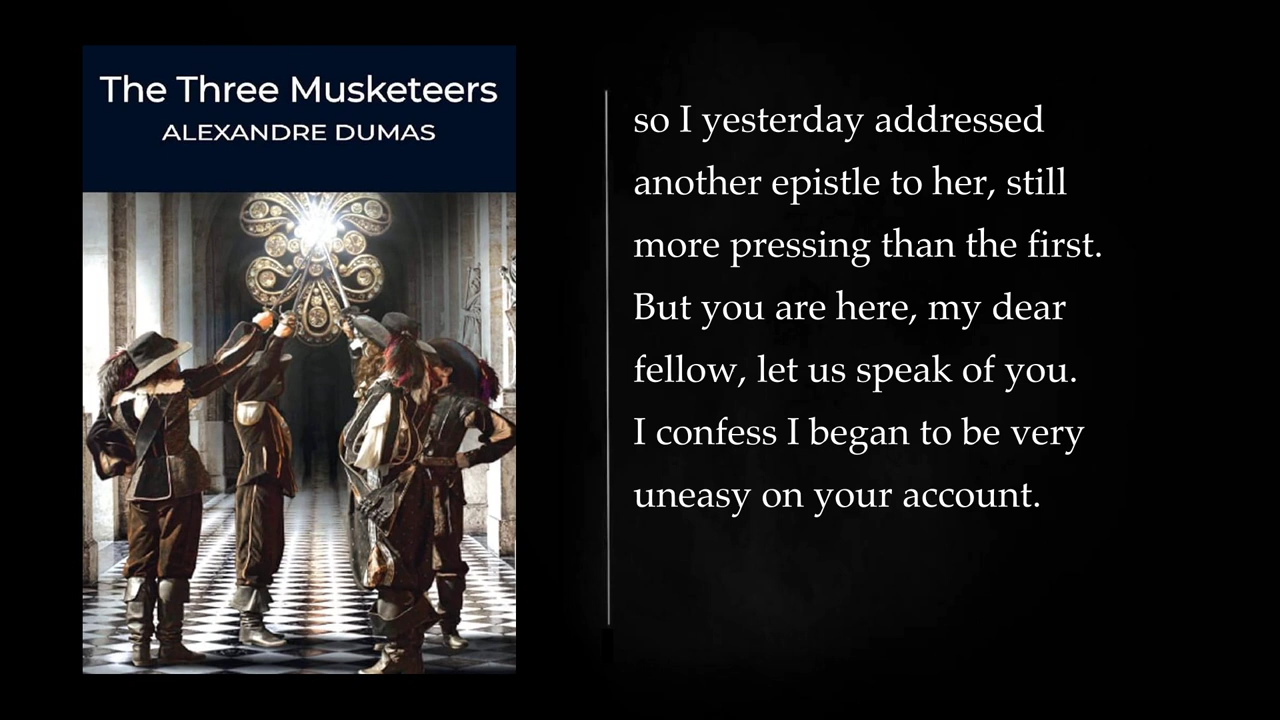 The Three Musketeers
ALEXANDRE DUMAS
so I yesterday addressed
another epistle to her, still
more pressing than the first.
But you are here, my dear
fellow, let us speak of you.
I confess I began to be very
uneasy on your account.